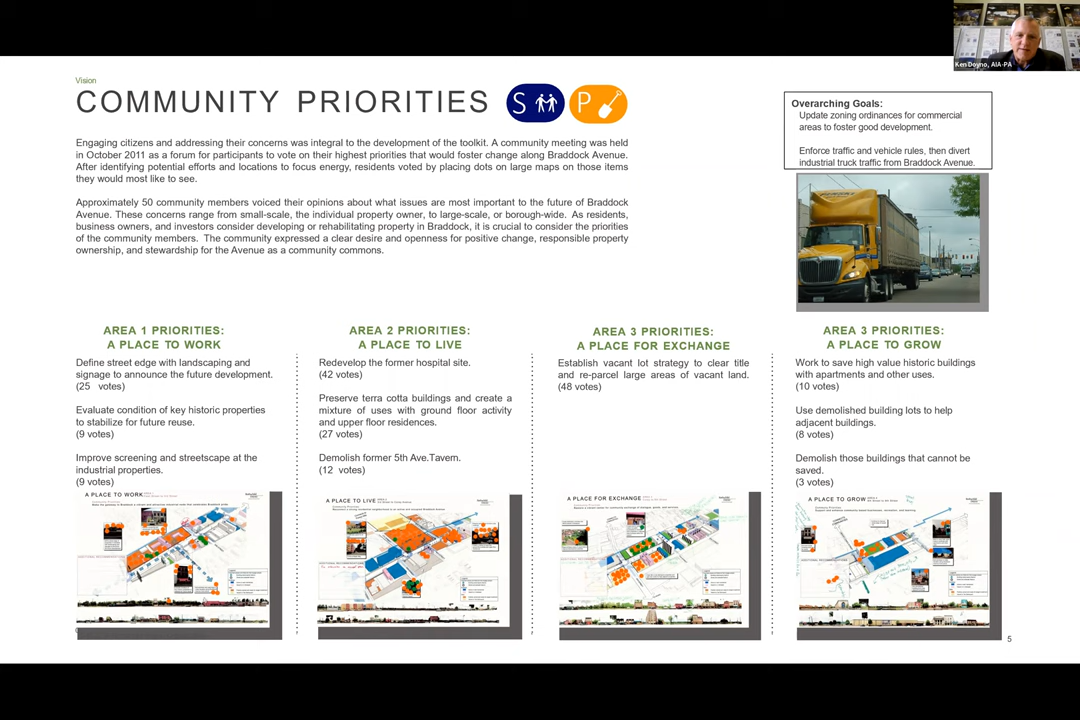 Ken Doyno, AIA-PA
Vision
COMMUNITY PRIORITIES
S
P
Overarching Goals:
Update zoning ordinances for commercial
areas to foster good development.
Enforce traffic and vehicle rules, then divert
industrial truck traffic from Braddock Avenue.
Engaging citizens and addressing their concerns was integral to the development of the toolkit. A community meeting was held
in October 2011 as a forum for participants to vote on their highest priorities that would foster change along Braddock Avenue.
After identifying potential efforts and locations to focus energy, residents voted by placing dots on large maps on those items
they would most like to see.
Approximately 50 community members voiced their opinions about what issues are most important to the future of Braddock
Avenue. These concerns range from small-scale, the individual property owner, to large-scale, or borough-wide. As residents,
business owners, and investors consider developing or rehabilitating property in Braddock, it is crucial to consider the priorities
of the community members. The community expressed a clear desire and openness for positive change, responsible property
ownership, and stewardship for the Avenue as a community commons.
AREA 1 PRIORITIES:
A PLACE TO WORK
Define street edge with landscaping and
signage to announce the future development.
(25 votes)
Evaluate condition of key historic properties
to stabilize for future reuse.
(9 votes)
Improve screening and streetscape at the
industrial properties.
(9 votes)
A PLACE TO WORK
AREA 2 PRIORITIES:
A PLACE TO LIVE
Redevelop the former hospital site.
(42 votes)
Preserve terra cotta buildings and create a
mixture of uses with ground floor activity
and upper floor residences.
(27 votes)
Demolish former 5th Ave.Tavern.
(12 votes)
A PLACE TO LIVE
AREA 3 PRIORITIES:
A PLACE FOR EXCHANGE
Establish vacant lot strategy to clear title
and re-parcel large areas of vacant land.
(48 votes)
A PLACE FOR EXCHANGE
AREA 3 PRIORITIES:
A PLACE TO GROW
Work to save high value historic buildings
with apartments and other uses.
(10 votes)
Use demolished building lots to help
adjacent buildings.
(8 votes)
Demolish those buildings that cannot be
saved.
(3 votes)
A PLACE TO GROW
5